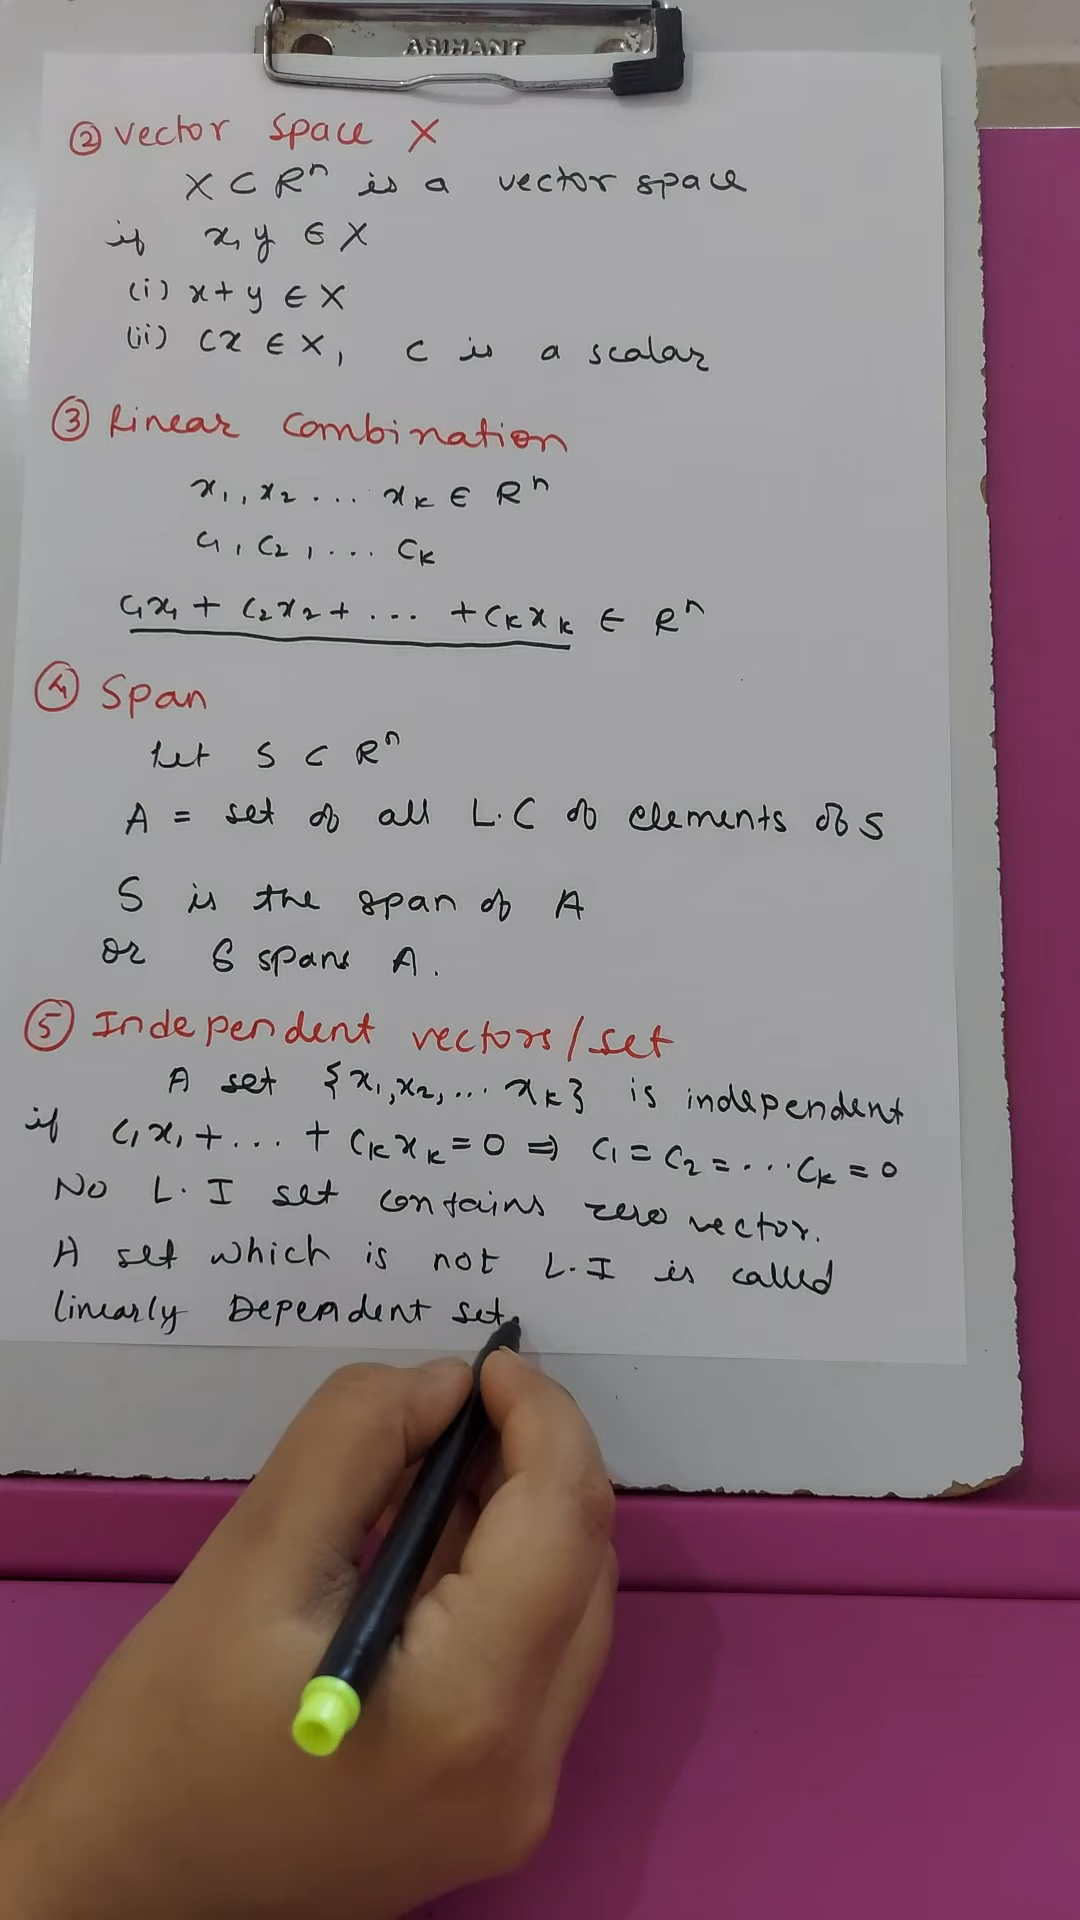 ARIHANT
② Vector space X
X ⊂ Rⁿ is a vector space
if x, y ∈ X
(i) x + y ∈ X
(ii) cx ∈ X, c is a scalar
③ Linear Combination
x₁, x₂ ... xₖ ∈ Rⁿ
c₁, c₂, ... cₖ
c₁x₁ + c₂x₂ + ... + cₖxₖ ∈ Rⁿ
④ Span
Let S ⊂ Rⁿ
A = set of all L.C of elements of S
S is the span of A
or S spans A.
⑤ Independent vectors/set
A set {x₁, x₂, ... xₖ} is independent
if c₁x₁ + ... + cₖxₖ = 0 ⇒ c₁ = c₂ = ... cₖ = 0
No L.I set contains zero vector.
A set which is not L.I is called
linearly Dependent set.